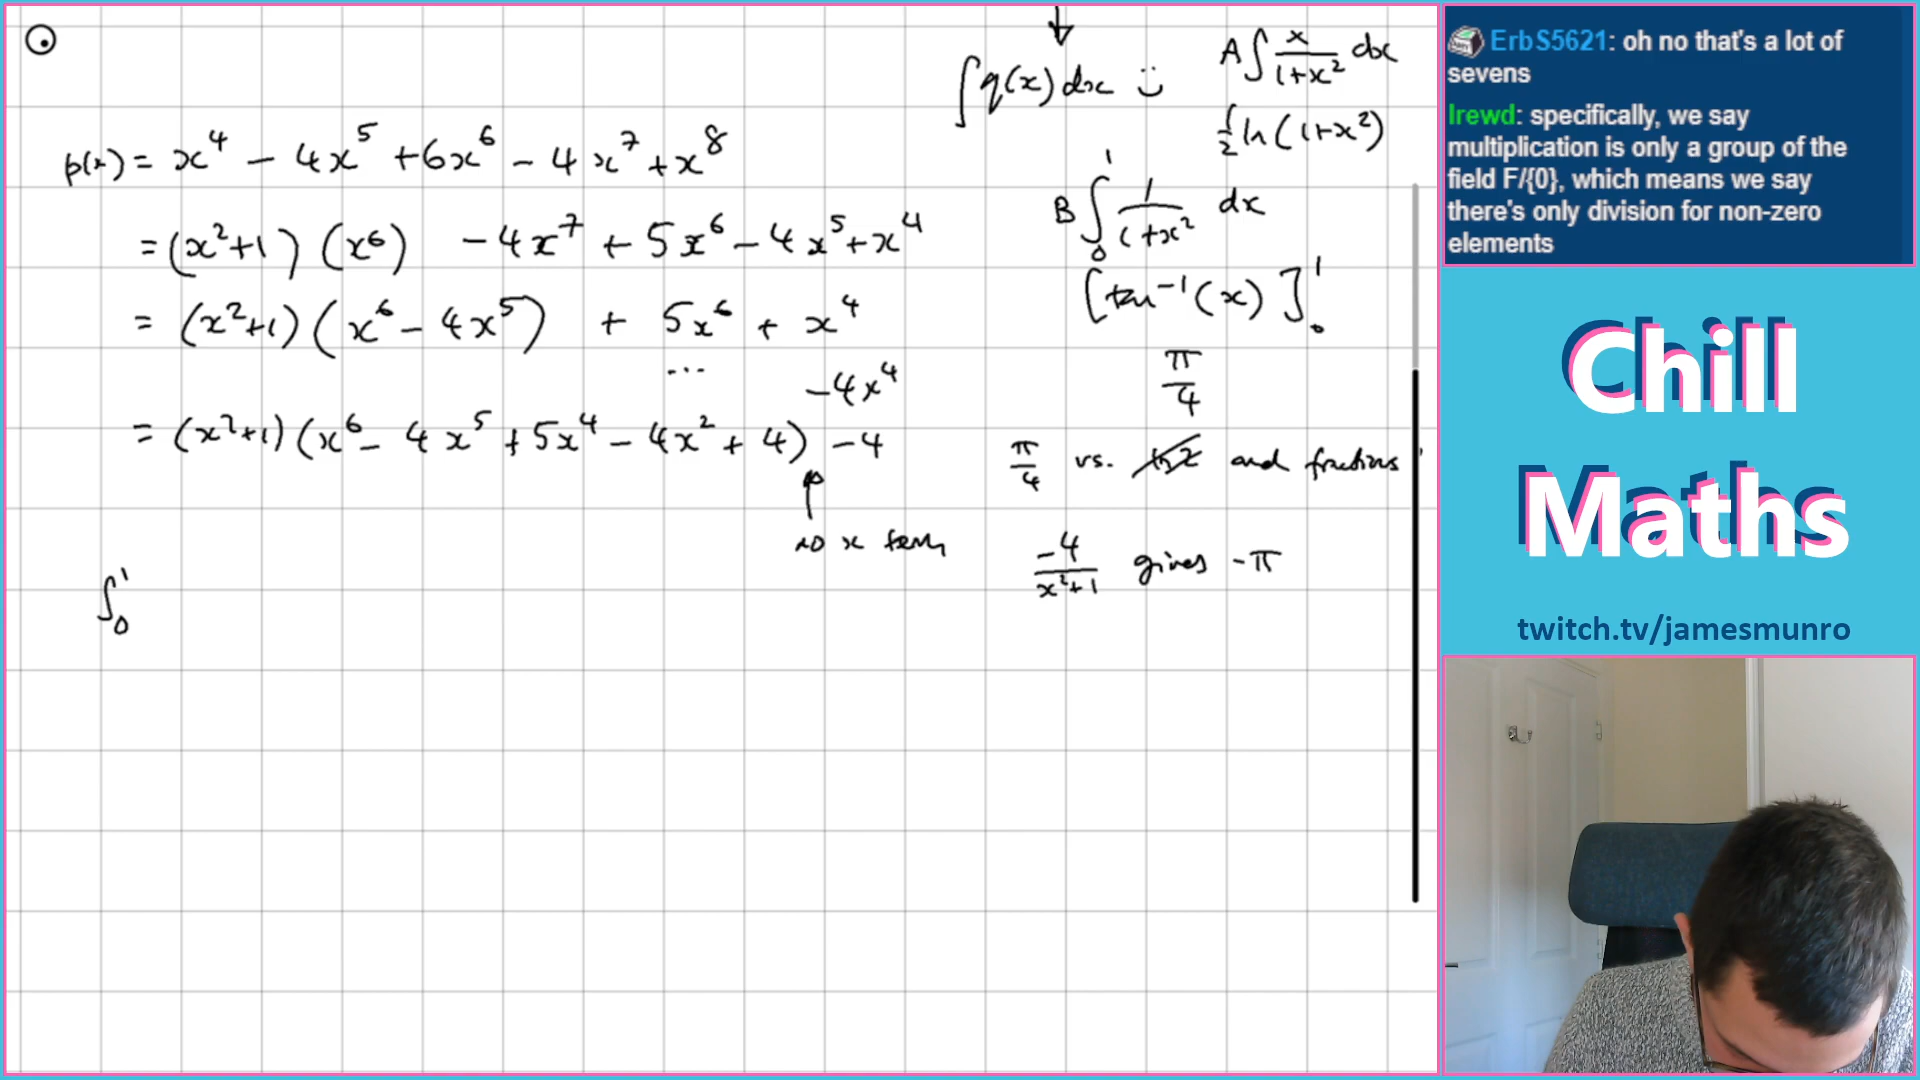 p(x) = x⁴ - 4x⁵ + 6x⁶ - 4x⁷ + x⁸
= (x²+1) (x⁶) - 4x⁷ + 5x⁶ - 4x⁵ + x⁴
= (x²+1) (x⁶ - 4x⁵) + 5x⁶ + x⁴
... -4x⁴
= (x²+1) (x⁶ - 4x⁵ + 5x⁴ - 4x² + 4) - 4
no x term
∫₀¹
∫ q(x) dx
A ∫ x/(1+x²) dx
½ ln (1+x²)
B ∫₀¹ 1/(1+x²) dx
[tan⁻¹(x)]₀¹
π/4
π/4 vs. ln 2 and fractions
-4/(x²+1) gives -π
ErbS5621: oh no that's a lot of
sevens
lrewd: specifically, we say
multiplication is only a group of the
field F/{0}, which means we say
there's only division for non-zero
elements
Chill
Maths
twitch.tv/jamesmunro